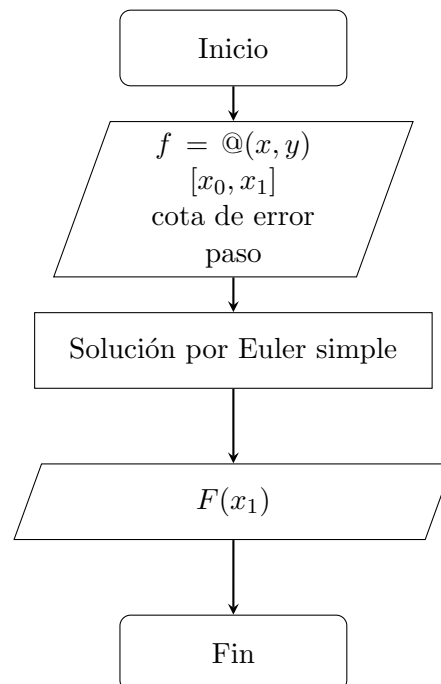 Inicio
f = @(x, y)
[x₀, x₁]
cota de error
paso
Solución por Euler simple
F(x₁)
Fin